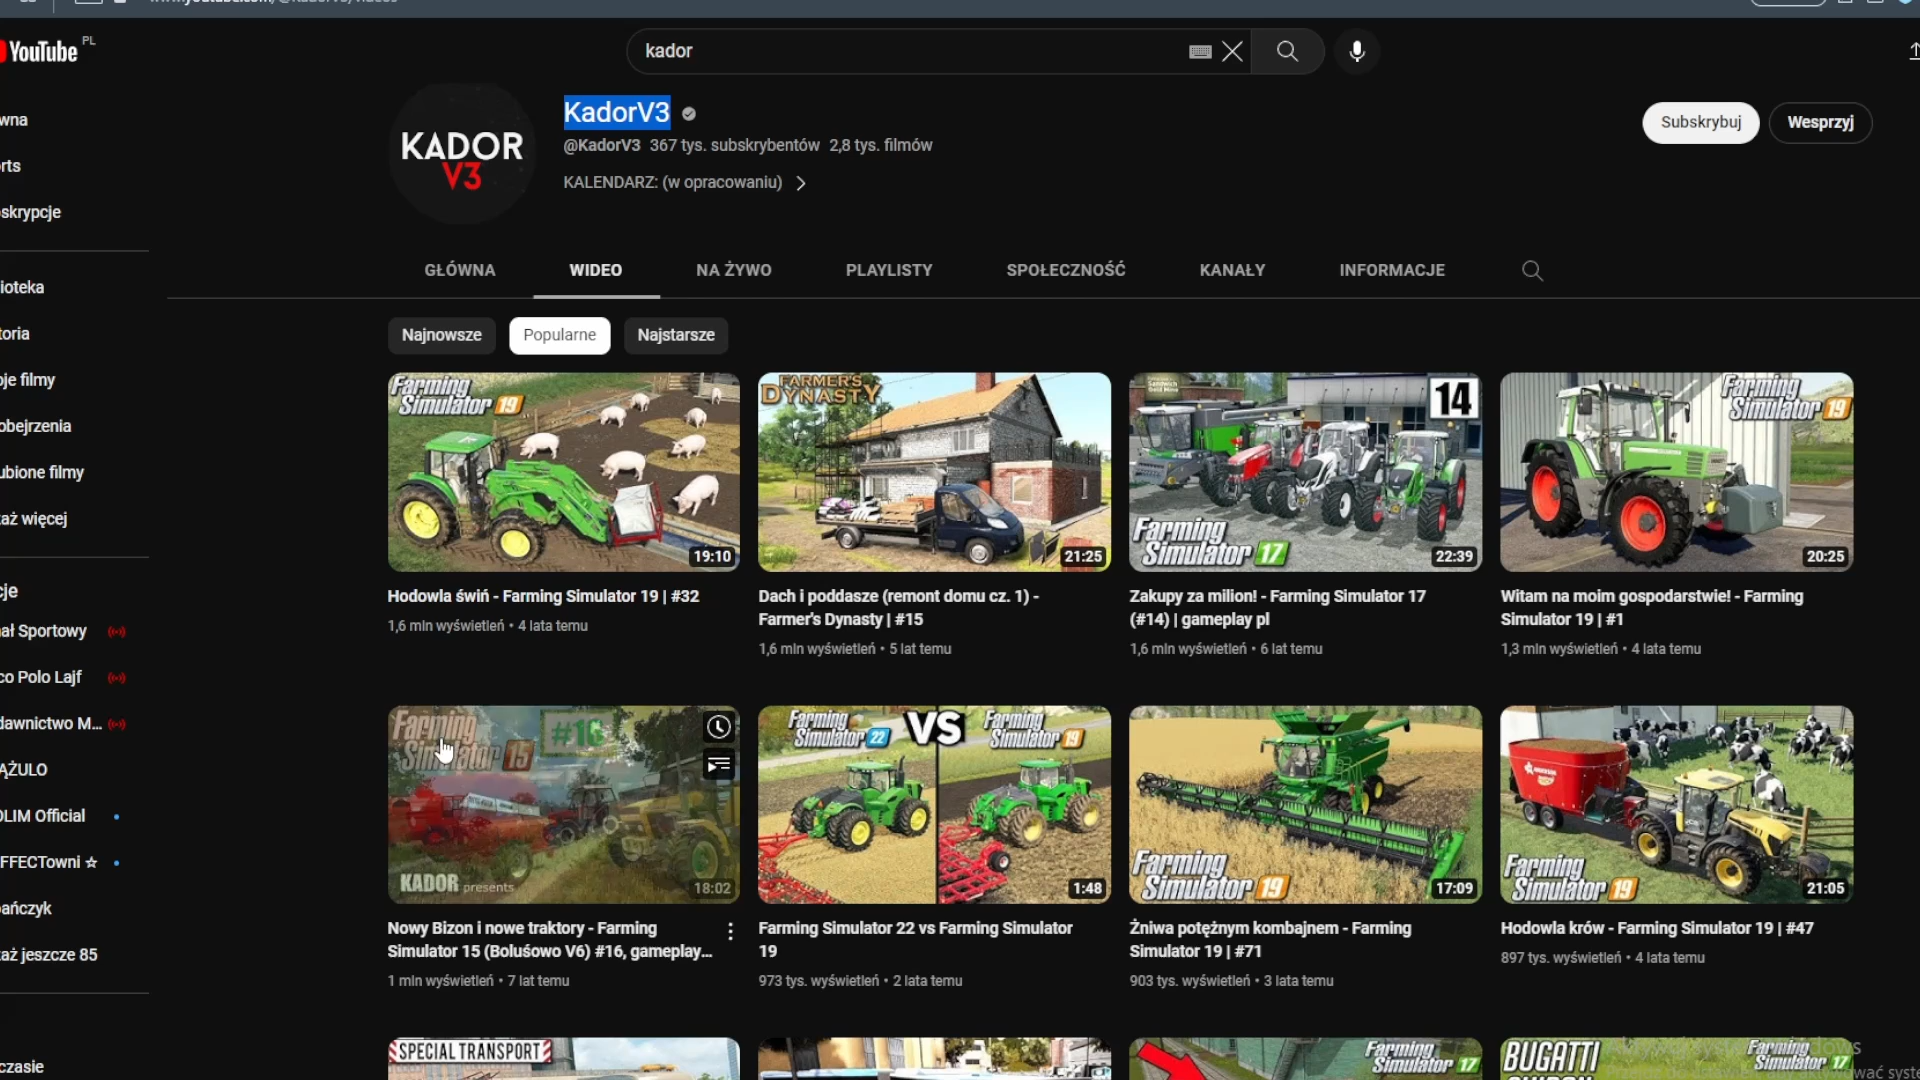 YouTube PL
kador
KADOR
V3
KadorV3
@KadorV3 367 tys. subskrybentów 2,8 tys. filmów
KALENDARZ: (w opracowaniu)
Subskrybuj
Wesprzyj
wna
rts
skrypcje
ioteka
oria
oje filmy
obejrzenia
ubione filmy
aż więcej
cje
ał Sportowy
co Polo Lajf
dawnictwo M...
ĄŻULO
OLIM Official
FFECTowni ☆
pańczyk
aż jeszcze 85
czasie
GŁÓWNA
WIDEO
NA ŻYWO
PLAYLISTY
SPOŁECZNOŚĆ
KANAŁY
INFORMACJE
Najnowsze
Popularne
Najstarsze
Farming
Simulator 19
19:10
Hodowla świń - Farming Simulator 19 | #32
1,6 mln wyświetleń • 4 lata temu
FARMER'S
DYNASTY
21:25
Dach i poddasze (remont domu cz. 1) -
Farmer's Dynasty | #15
1,6 mln wyświetleń • 5 lat temu
14
Farming
Simulator 17
22:39
Zakupy za milion! - Farming Simulator 17
(#14) | gameplay pl
1,6 mln wyświetleń • 6 lat temu
Farming
Simulator 19
20:25
Witam na moim gospodarstwie! - Farming
Simulator 19 | #1
1,3 mln wyświetleń • 4 lata temu
Farming
Simulator 15
#16
KADOR presents
18:02
Nowy Bizon i nowe traktory - Farming
Simulator 15 (Boluśowo V6) #16, gameplay...
1 mln wyświetleń • 7 lat temu
Farming
Simulator 22
VS
Farming
Simulator 19
1:48
Farming Simulator 22 vs Farming Simulator
19
973 tys. wyświetleń • 2 lata temu
Farming
Simulator 19
17:09
Żniwa potężnym kombajnem - Farming
Simulator 19 | #71
903 tys. wyświetleń • 3 lata temu
Farming
Simulator 19
21:05
Hodowla krów - Farming Simulator 19 | #47
897 tys. wyświetleń • 4 lata temu
SPECIAL TRANSPORT
Farming
Simulator 17
BUGATTI
Farming
Simulator 17